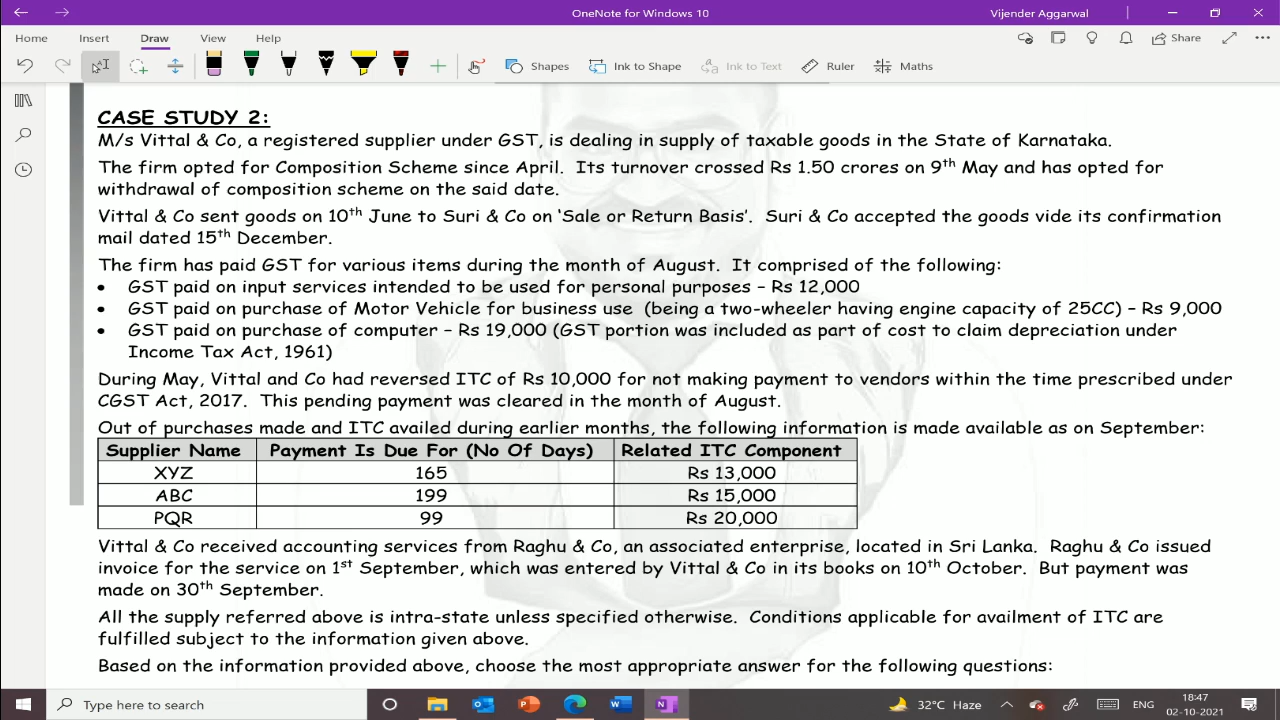 OneNote for Windows 10
Vijender Aggarwal
Home Insert Draw View Help
Share
Shapes Ink to Shape Ink to Text Ruler Maths
CASE STUDY 2:
M/s Vittal & Co, a registered supplier under GST, is dealing in supply of taxable goods in the State of Karnataka.
The firm opted for Composition Scheme since April. Its turnover crossed Rs 1.50 crores on 9th May and has opted for
withdrawal of composition scheme on the said date.
Vittal & Co sent goods on 10th June to Suri & Co on 'Sale or Return Basis'. Suri & Co accepted the goods vide its confirmation
mail dated 15th December.
The firm has paid GST for various items during the month of August. It comprised of the following:
• GST paid on input services intended to be used for personal purposes – Rs 12,000
• GST paid on purchase of Motor Vehicle for business use (being a two-wheeler having engine capacity of 25CC) – Rs 9,000
• GST paid on purchase of computer – Rs 19,000 (GST portion was included as part of cost to claim depreciation under
Income Tax Act, 1961)
During May, Vittal and Co had reversed ITC of Rs 10,000 for not making payment to vendors within the time prescribed under
CGST Act, 2017. This pending payment was cleared in the month of August.
Out of purchases made and ITC availed during earlier months, the following information is made available as on September:
Supplier Name Payment Is Due For (No Of Days) Related ITC Component
XYZ 165 Rs 13,000
ABC 199 Rs 15,000
PQR 99 Rs 20,000
Vittal & Co received accounting services from Raghu & Co, an associated enterprise, located in Sri Lanka. Raghu & Co issued
invoice for the service on 1st September, which was entered by Vittal & Co in its books on 10th October. But payment was
made on 30th September.
All the supply referred above is intra-state unless specified otherwise. Conditions applicable for availment of ITC are
fulfilled subject to the information given above.
Based on the information provided above, choose the most appropriate answer for the following questions:
Type here to search
32°C Haze
ENG
18:47
02-10-2021